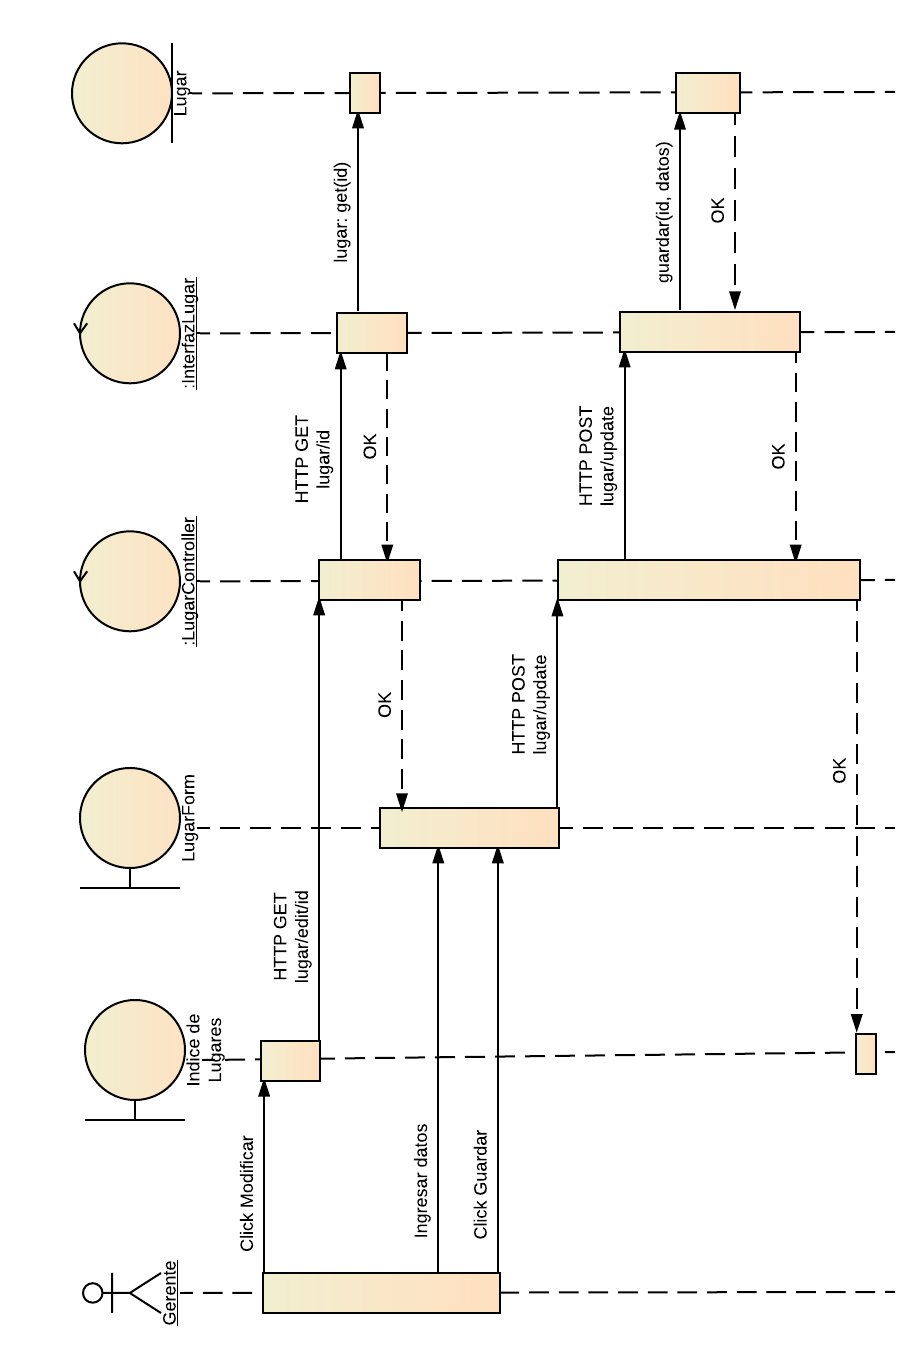 Gerente
Indice de
Lugares
LugarForm
:LugarController
:InterfazLugar
Lugar
Click Modificar
HTTP GET
lugar/edit/id
HTTP GET
lugar/id
lugar: get(id)
OK
OK
Ingresar datos
Click Guardar
HTTP POST
lugar/update
HTTP POST
lugar/update
guardar(id, datos)
OK
OK
OK